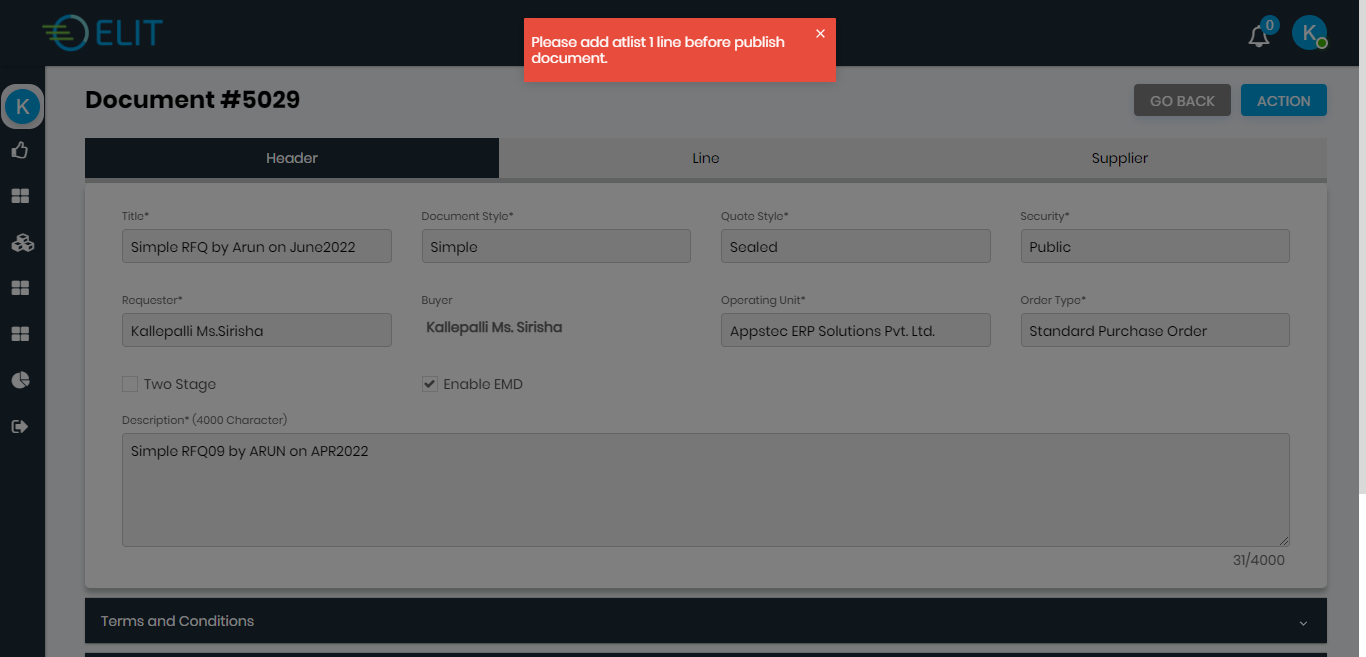 ELIT
Please add atlist 1 line before publish
document.
×
0
K
K
Document #5029
GO BACK
ACTION
Header
Line
Supplier
Title*
Document Style*
Quote Style*
Security*
Simple RFQ by Arun on June2022
Simple
Sealed
Public
Requester*
Buyer
Operating Unit*
Order Type*
Kallepalli Ms.Sirisha
Kallepalli Ms. Sirisha
Appstec ERP Solutions Pvt. Ltd.
Standard Purchase Order
Two Stage
Enable EMD
Description* (4000 Character)
Simple RFQ09 by ARUN on APR2022
31/4000
Terms and Conditions